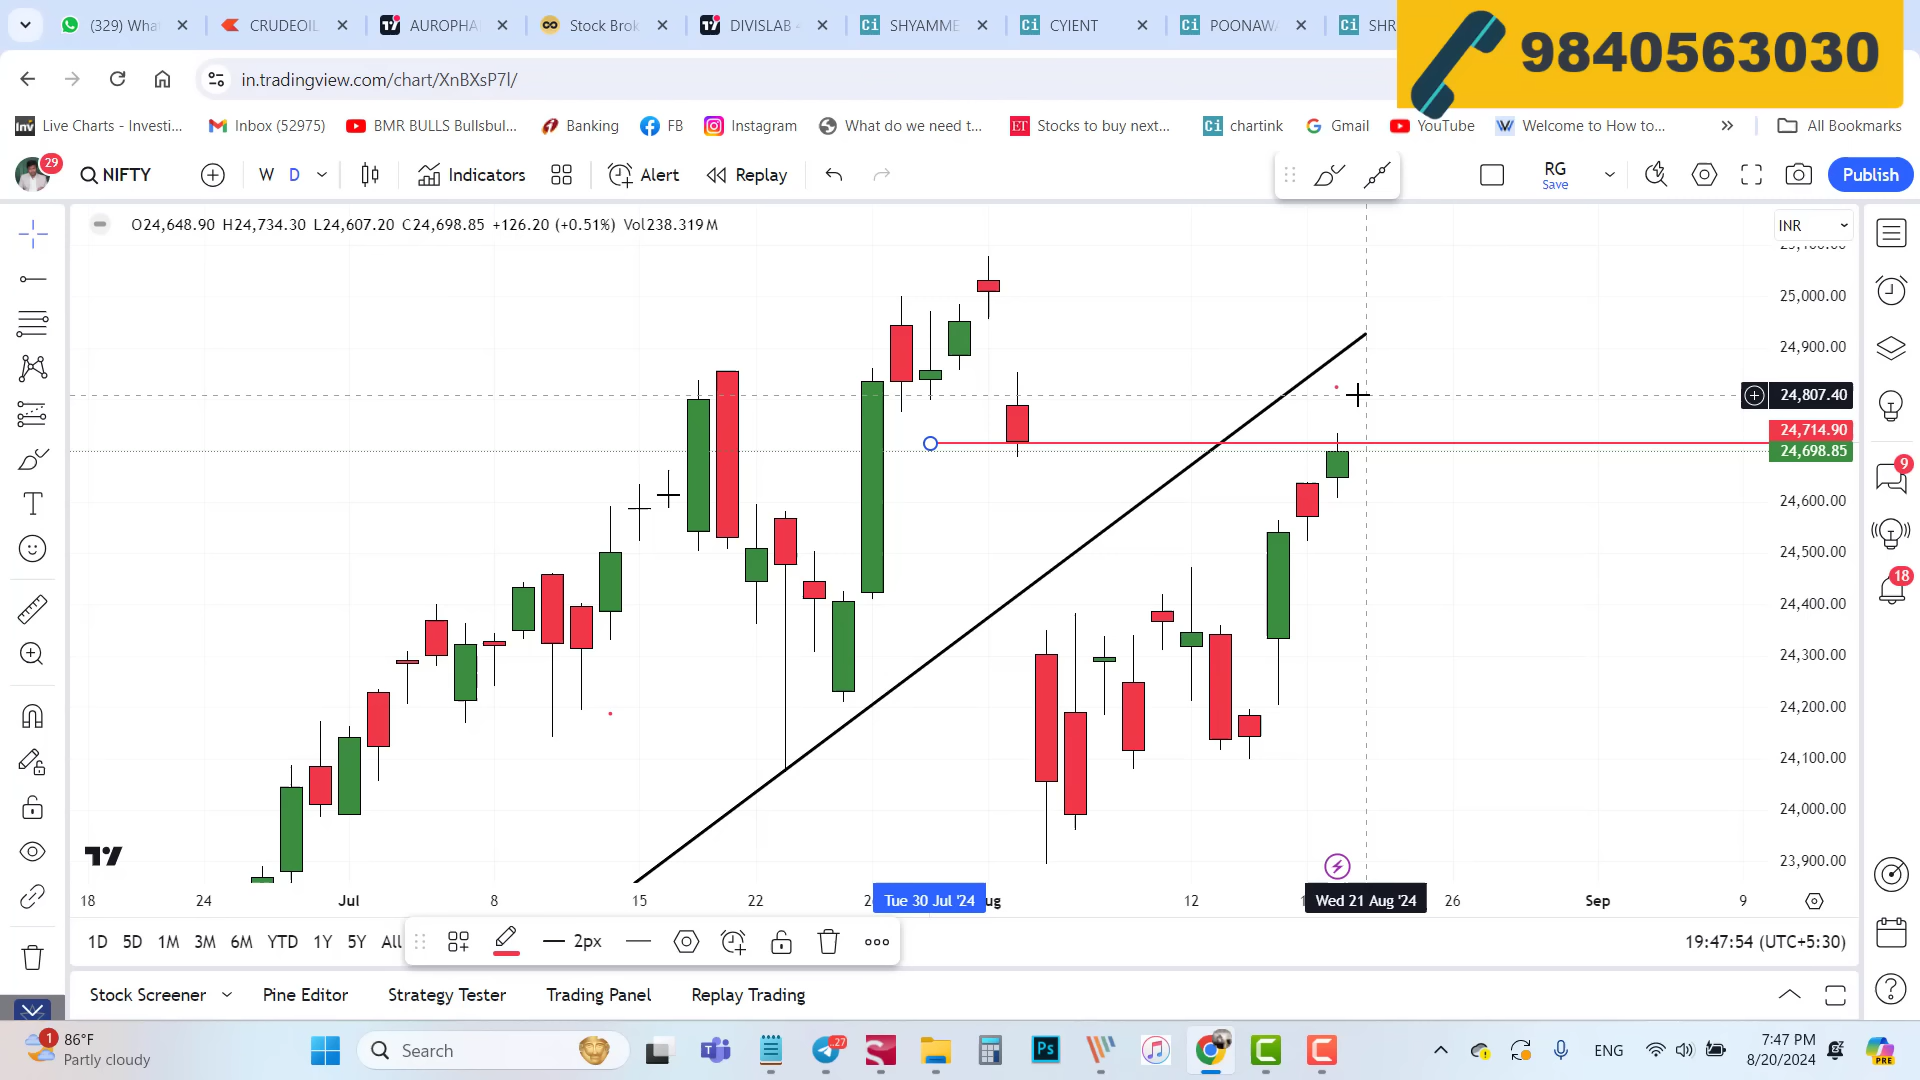 (329) What
CRUDEOIL
AUROPHA
Stock Brok
DIVISLAB
SHYAMME
CYIENT
POONAWA
SHR
9840563030
in.tradingview.com/chart/XnBXsP7l/
Live Charts - Investi...
Inbox (52975)
BMR BULLS Bullsbul...
Banking
FB
Instagram
What do we need t...
Stocks to buy next...
chartink
Gmail
YouTube
Welcome to How to...
All Bookmarks
29
NIFTY
W
D
Indicators
Alert
Replay
RG
Save
Publish
O24,648.90 H24,734.30 L24,607.20 C24,698.85 +126.20 (+0.51%) Vol238.319 M
INR
25,000.00
24,900.00
24,807.40
24,714.90
24,698.85
24,600.00
24,500.00
24,400.00
24,300.00
24,200.00
24,100.00
24,000.00
23,900.00
9
18
18
24
Jul
8
15
22
Tue 30 Jul '24
12
Wed 21 Aug '24
26
Sep
9
1D 5D 1M 3M 6M YTD 1Y 5Y All
2px
19:47:54 (UTC+5:30)
Stock Screener
Pine Editor
Strategy Tester
Trading Panel
Replay Trading
1
86°F
Partly cloudy
Search
27
ENG
7:47 PM
8/20/2024